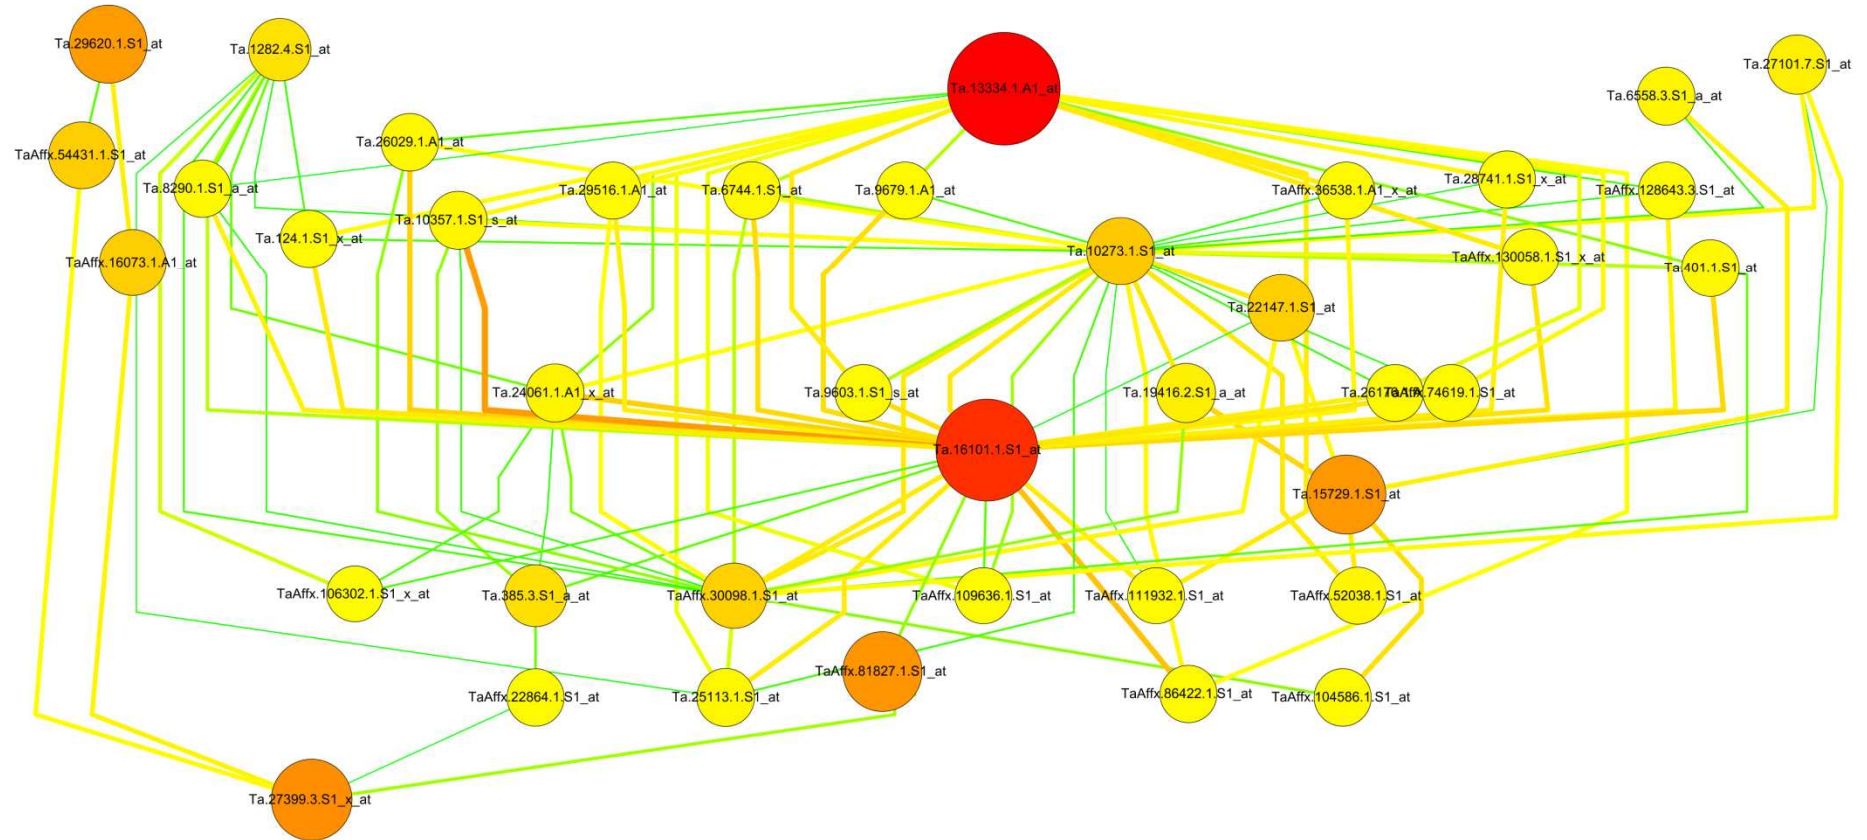 Ta.29620.1.S1_at
Ta.1282.4.S1_at
Ta.13334.1.A1_at
Ta.27101.7.S1_at
Ta.6558.3.S1_a_at
Ta.26029.1.A1_at
TaAffx.54431.1.S1_at
Ta.8290.1.S1_a_at
Ta.29516.1.A1_at
Ta.6744.1.S1_at
Ta.9679.1.A1_at
TaAffx.36538.1.A1_x_at
Ta.28741.1.S1_x_at
TaAffx.128643.3.S1_at
Ta.10357.1.S1_s_at
Ta.124.1.S1_x_at
TaAffx.16073.1.A1_at
Ta.10273.1.S1_at
TaAffx.130058.1.S1_x_at
Ta.401.1.S1_at
Ta.22147.1.S1_at
Ta.24061.1.A1_x_at
Ta.9603.1.S1_s_at
Ta.19416.2.S1_a_at
TaAffx.74619.1.S1_at
Ta.16101.1.S1_at
Ta.15729.1.S1_at
TaAffx.106302.1.S1_x_at
Ta.385.3.S1_a_at
TaAffx.30098.1.S1_at
TaAffx.109636.1.S1_at
TaAffx.111932.1.S1_at
TaAffx.52038.1.S1_at
TaAffx.81827.1.S1_at
TaAffx.22864.1.S1_at
Ta.25113.1.S1_at
TaAffx.86422.1.S1_at
TaAffx.104586.1.S1_at
Ta.27399.3.S1_x_at